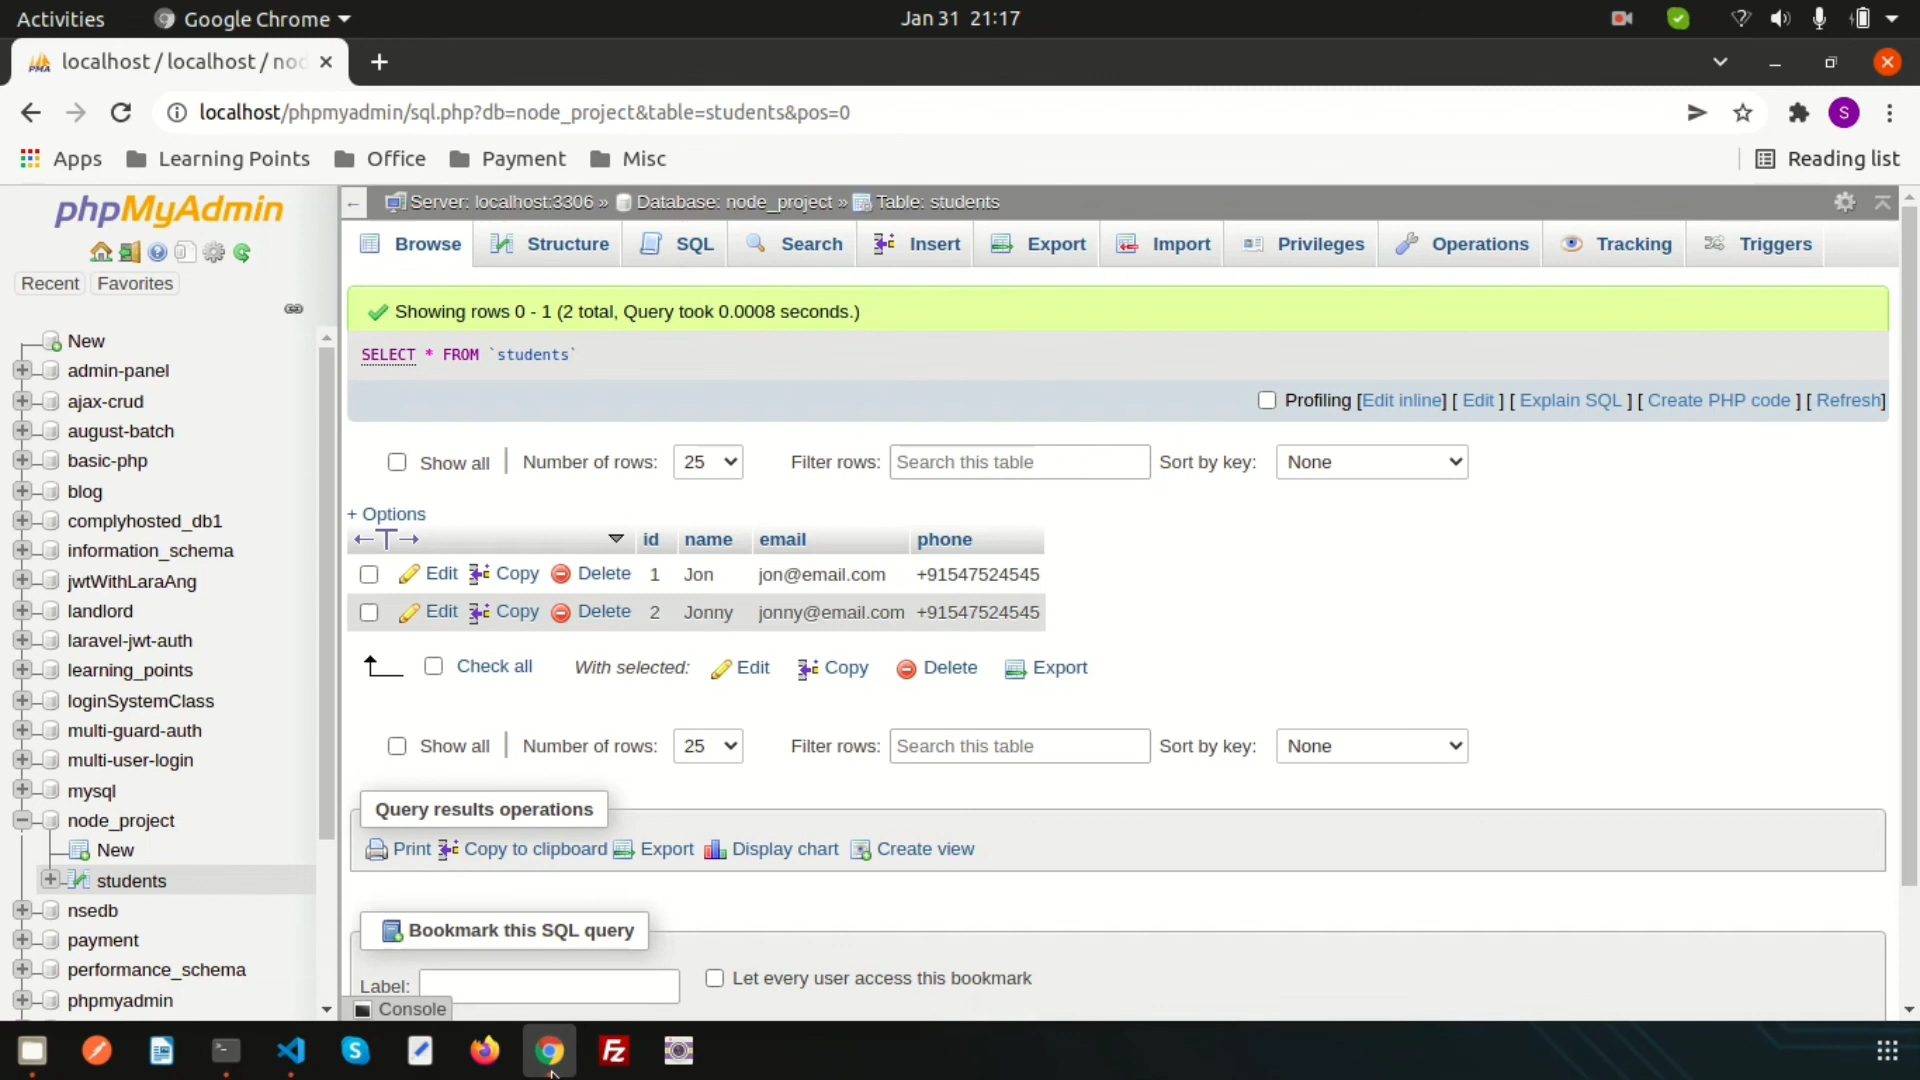 Activities Google Chrome Jan 31 21:17
localhost / localhost / nod
localhost/phpmyadmin/sql.php?db=node_project&table=students&pos=0 S
Apps Learning Points Office Payment Misc Reading list
phpMyAdmin
Recent Favorites
New
admin-panel
ajax-crud
august-batch
basic-php
blog
complyhosted_db1
information_schema
jwtWithLaraAng
landlord
laravel-jwt-auth
learning_points
loginSystemClass
multi-guard-auth
multi-user-login
mysql
node_project
New
students
nsedb
payment
performance_schema
phpmyadmin
Server: localhost:3306 » Database: node_project » Table: students
Browse Structure SQL Search Insert Export Import Privileges Operations Tracking Triggers
Showing rows 0 - 1 (2 total, Query took 0.0008 seconds.)
SELECT * FROM `students`
Profiling [Edit inline] [ Edit ] [ Explain SQL ] [ Create PHP code ] [ Refresh]
Show all Number of rows: 25 Filter rows: Search this table Sort by key: None
+ Options
←T→ id name email phone
Edit Copy Delete 1 Jon jon@email.com +91547524545
Edit Copy Delete 2 Jonny jonny@email.com +91547524545
Check all With selected: Edit Copy Delete Export
Show all Number of rows: 25 Filter rows: Search this table Sort by key: None
Query results operations
Print Copy to clipboard Export Display chart Create view
Bookmark this SQL query
Label: Let every user access this bookmark
Console